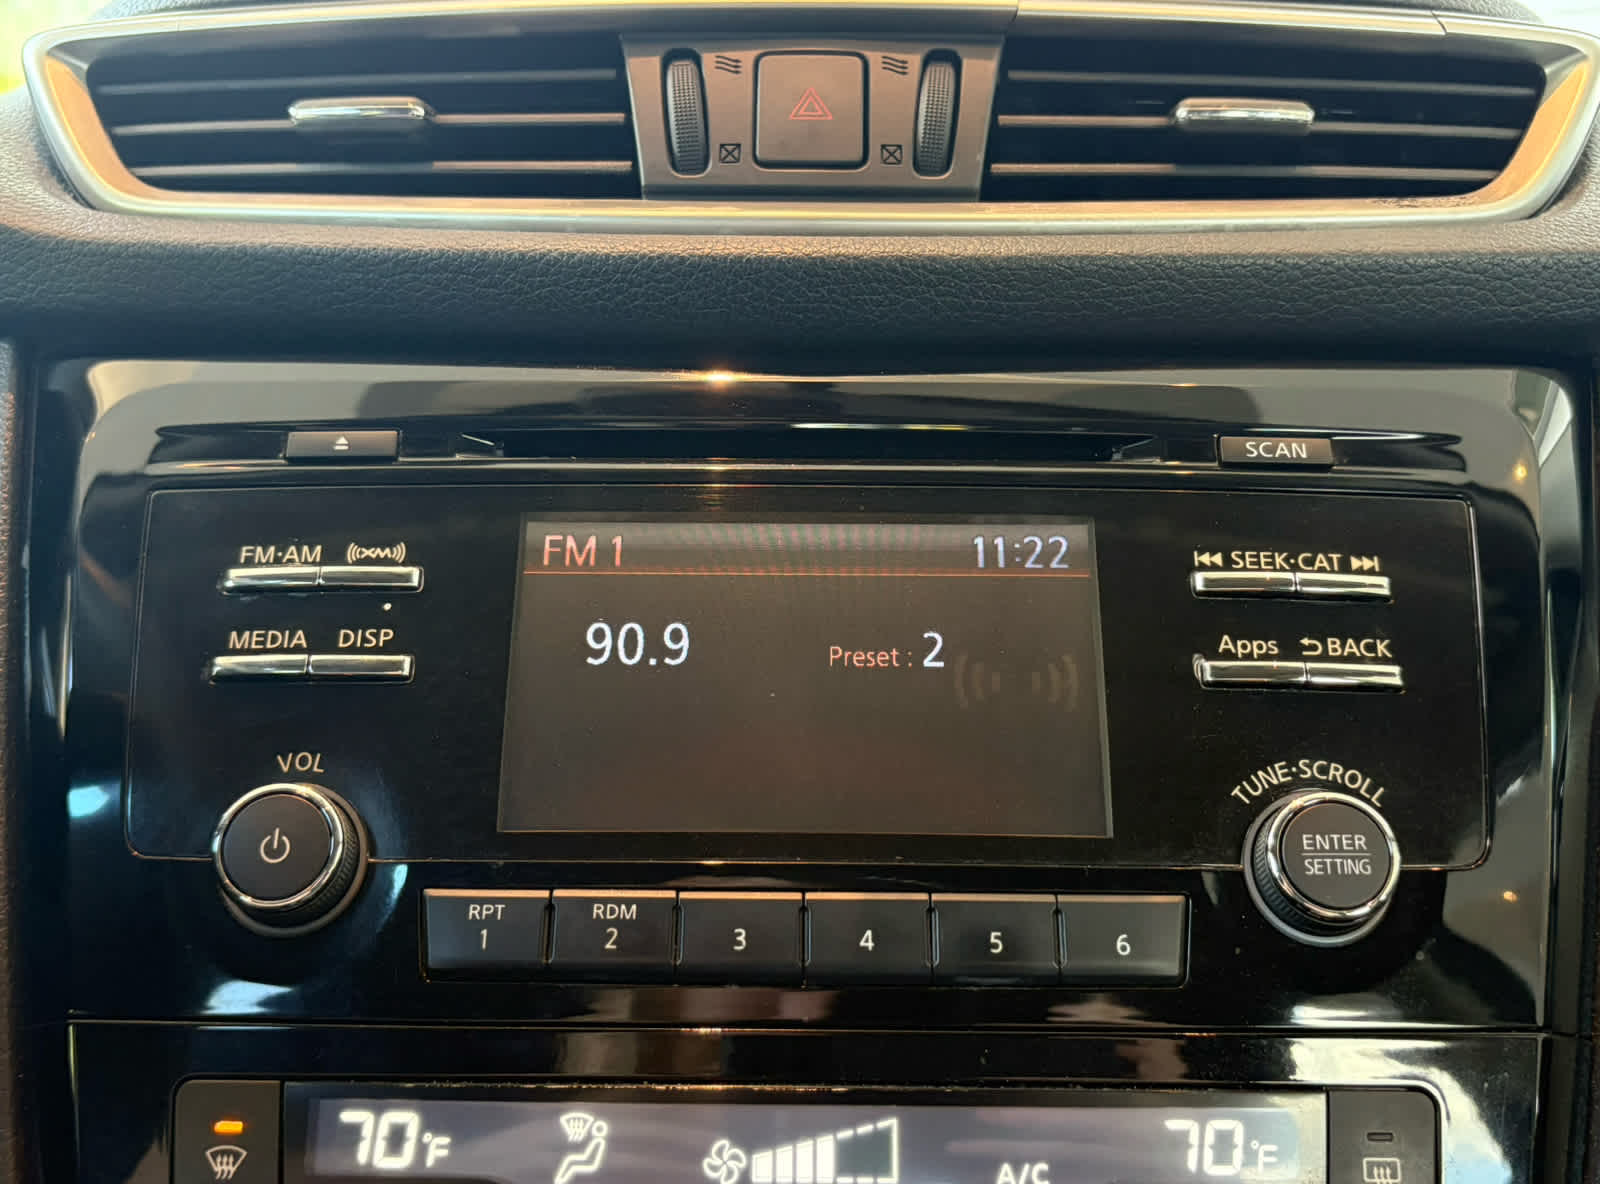 SCAN
FM·AM XM
FM 1 11:22
SEEK·CAT
MEDIA DISP
90.9 Preset : 2
Apps BACK
VOL
TUNE·SCROLL
ENTER
SETTING
RPT RDM
1 2 3 4 5 6
70°F A/C 70°F